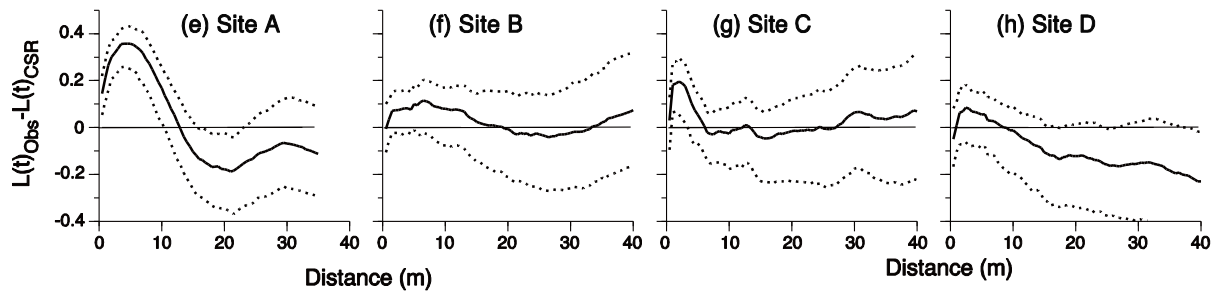 (e) Site A
(f) Site B
(g) Site C
(h) Site D
L(t)Obs-L(t)CSR
0.4
0.2
0
-0.2
-0.4
0 10 20 30 40
0 10 20 30 40
0 10 20 30 40
0 10 20 30 40
Distance (m)
Distance (m)